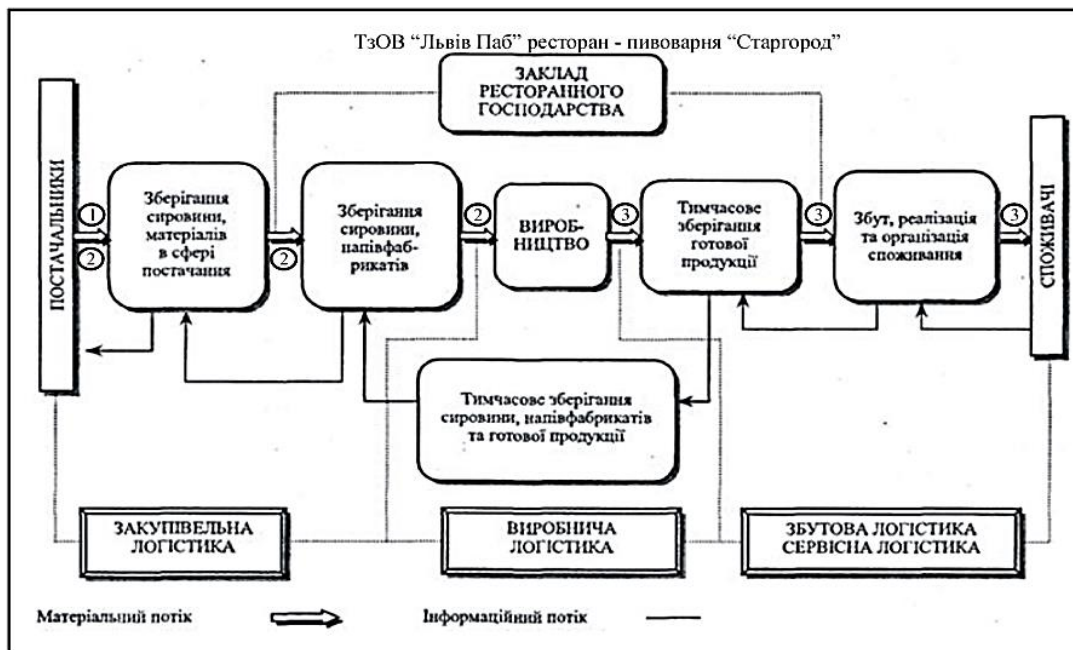 ТзОВ “Львів Паб” ресторан - пивоварня “Старгород”
ЗАКЛАД
РЕСТОРАННОГО
ГОСПОДАРСТВА
ПОСТАЧАЛЬНИКИ
1
2
Зберігання
сировини,
матеріалів
в сфері
постачання
2
Зберігання
сировини,
напівфаб-
рикатів
2
ВИРОБ-
НИЦТВО
3
Тимчасове
зберігання
готової
продукції
3
Збут, реалізація
та організація
споживання
3
СПОЖИВАЧІ
Тимчасове зберігання
сировини, напівфабрикатів
та готової продукції
ЗАКУПІВЕЛЬНА
ЛОГІСТИКА
ВИРОБНИЧА
ЛОГІСТИКА
ЗБУТОВА ЛОГІСТИКА
СЕРВІСНА ЛОГІСТИКА
Матеріальний потік
Інформаційний потік